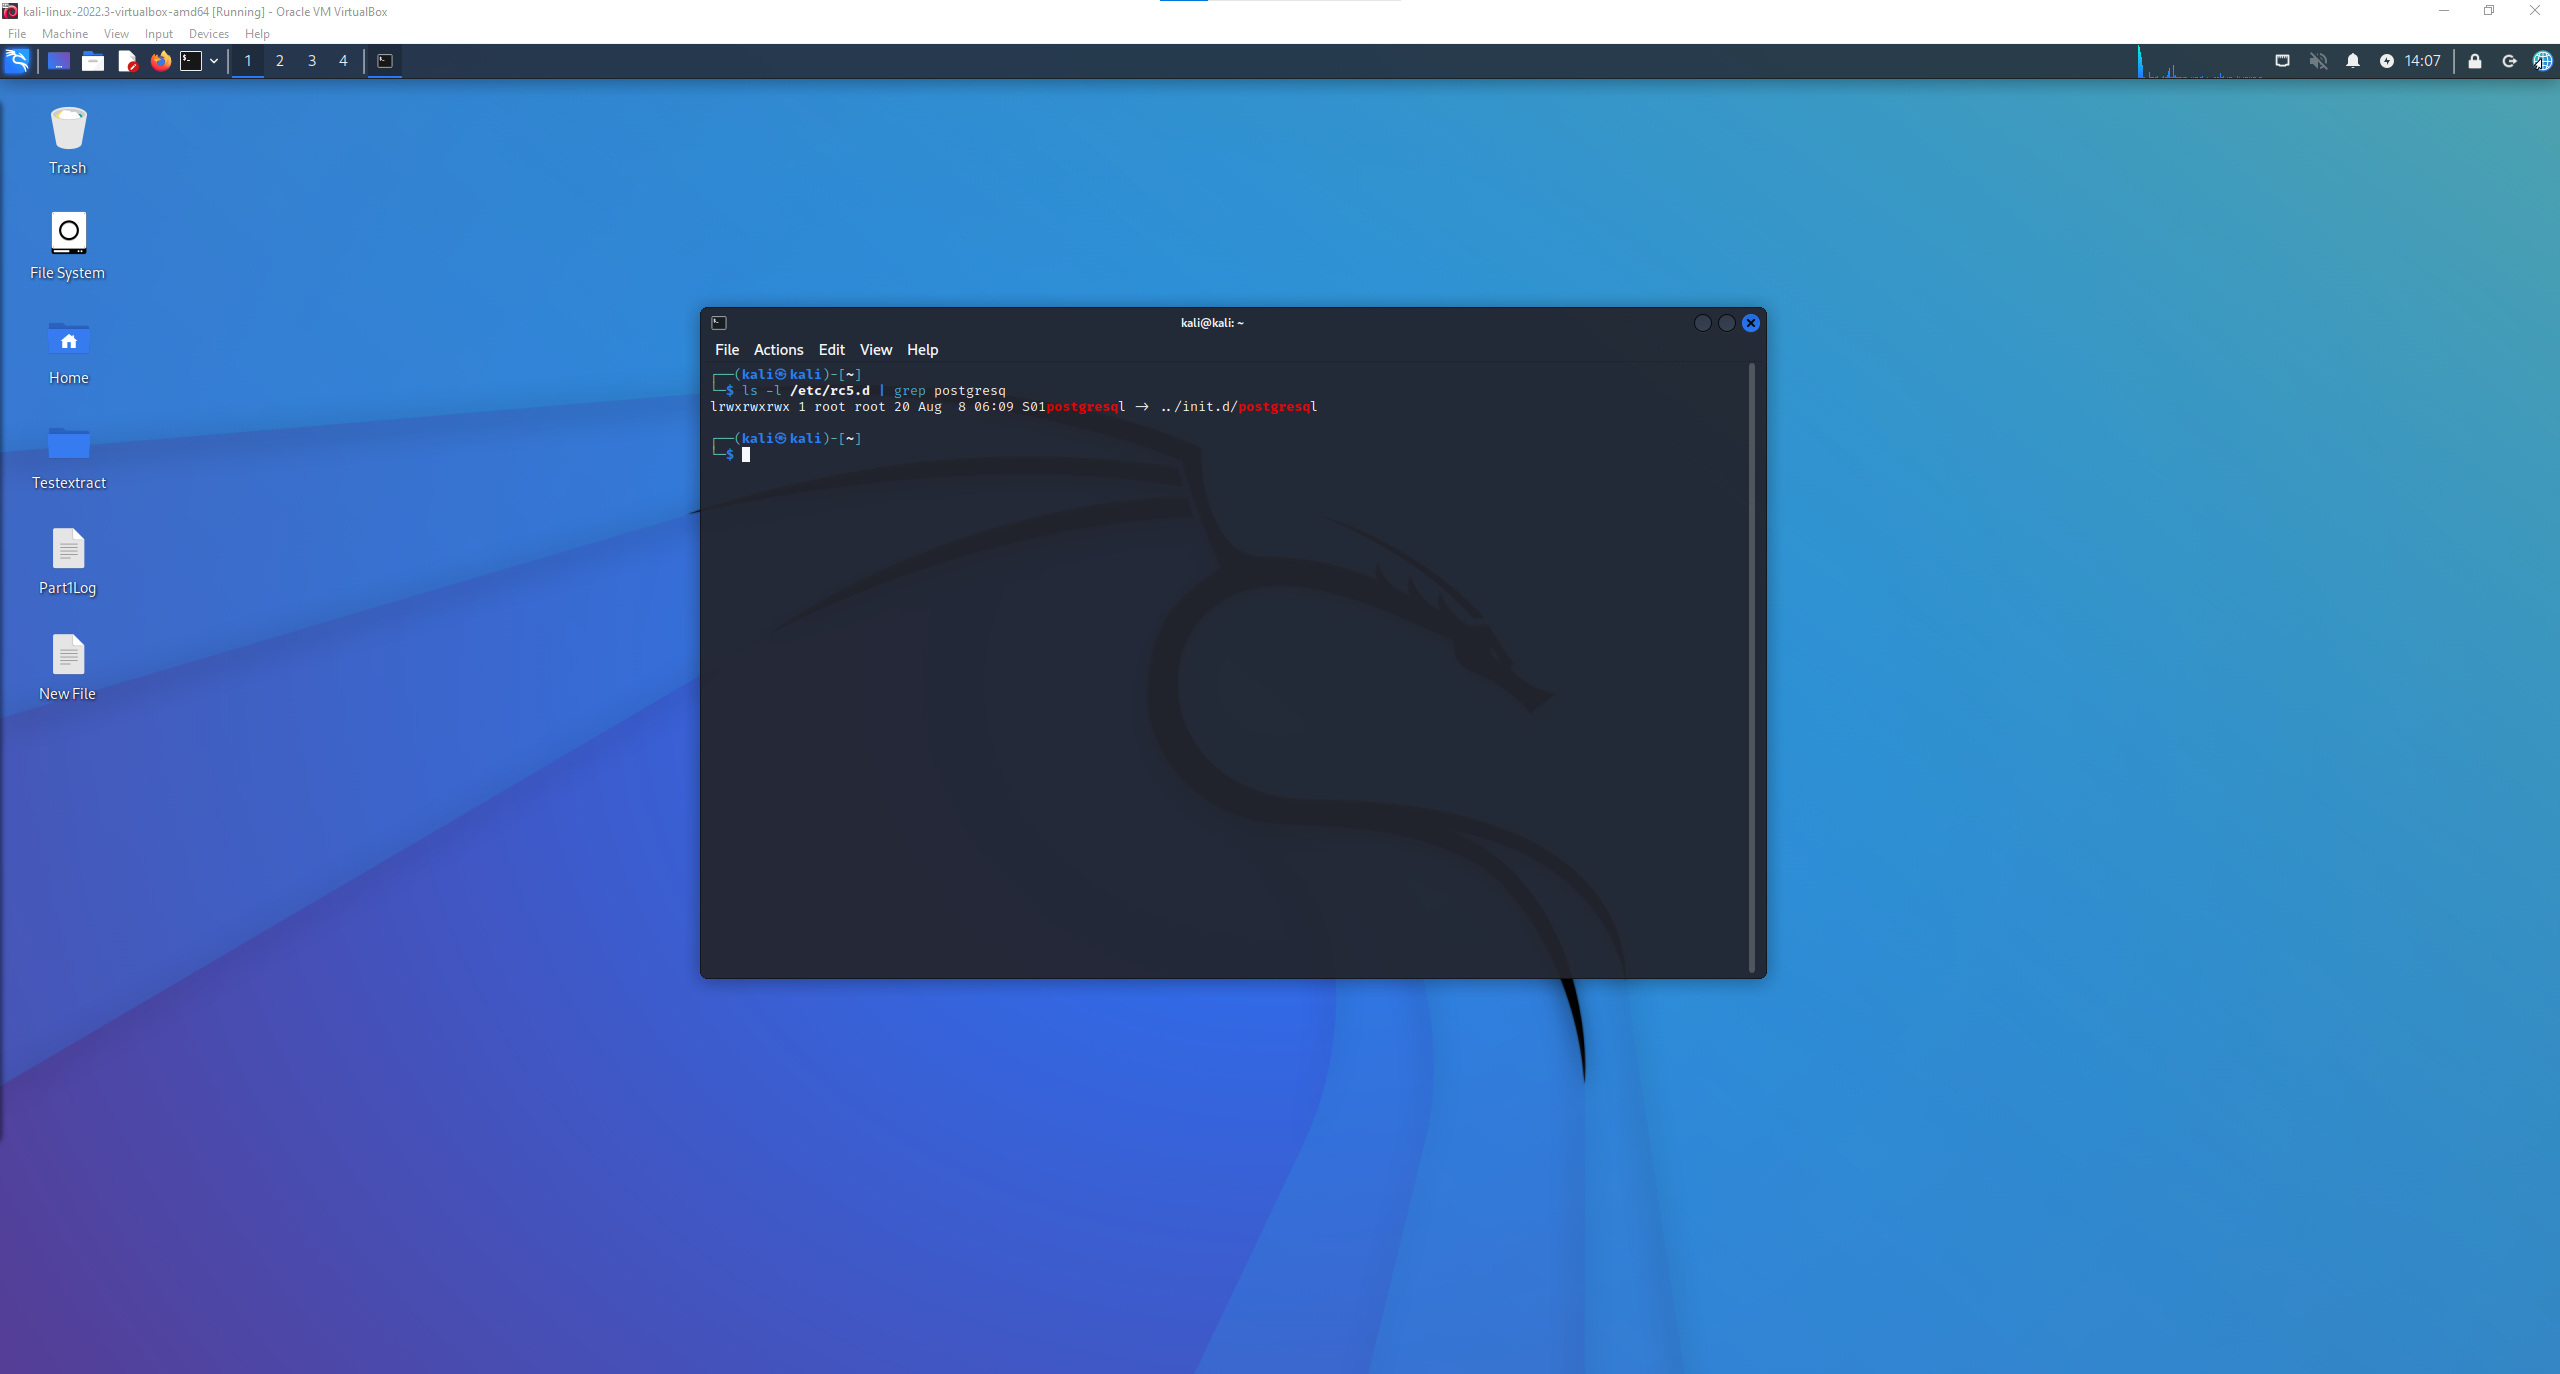 kali-linux-2022.3-virtualbox-amd64 [Running] - Oracle VM VirtualBox
File Machine View Input Devices Help
1 2 3 4 14:07
Trash
File System
Home
Testextract
Part1Log
New File
kali@kali: ~
File Actions Edit View Help
┌──(kali㉿kali)-[~]
└─$ ls -l /etc/rc5.d | grep postgresq
lrwxrwxrwx 1 root root 20 Aug  8 06:09 S01postgresql → ../init.d/postgresql
┌──(kali㉿kali)-[~]
└─$